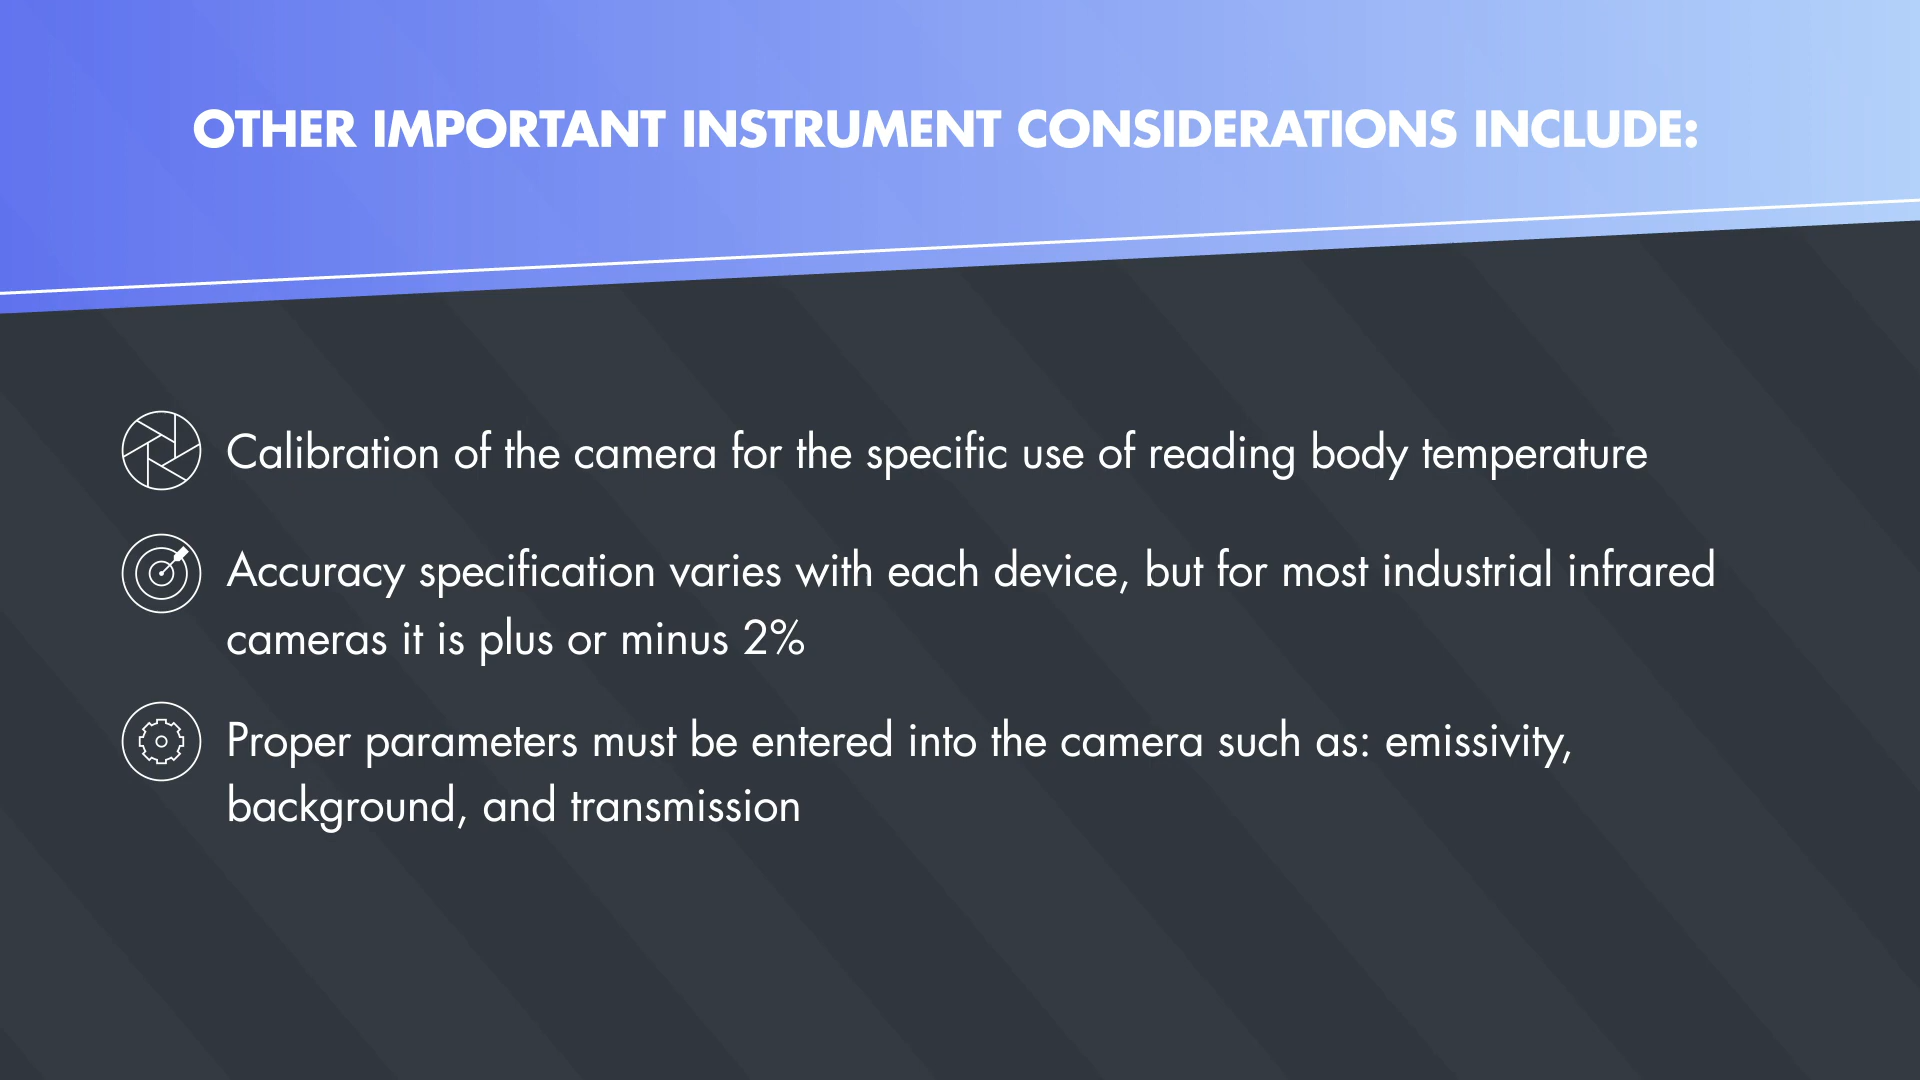 OTHER IMPORTANT INSTRUMENT CONSIDERATIONS INCLUDE:
Calibration of the camera for the specific use of reading body temperature
Accuracy specification varies with each device, but for most industrial infrared
cameras it is plus or minus 2%
Proper parameters must be entered into the camera such as: emissivity,
background, and transmission